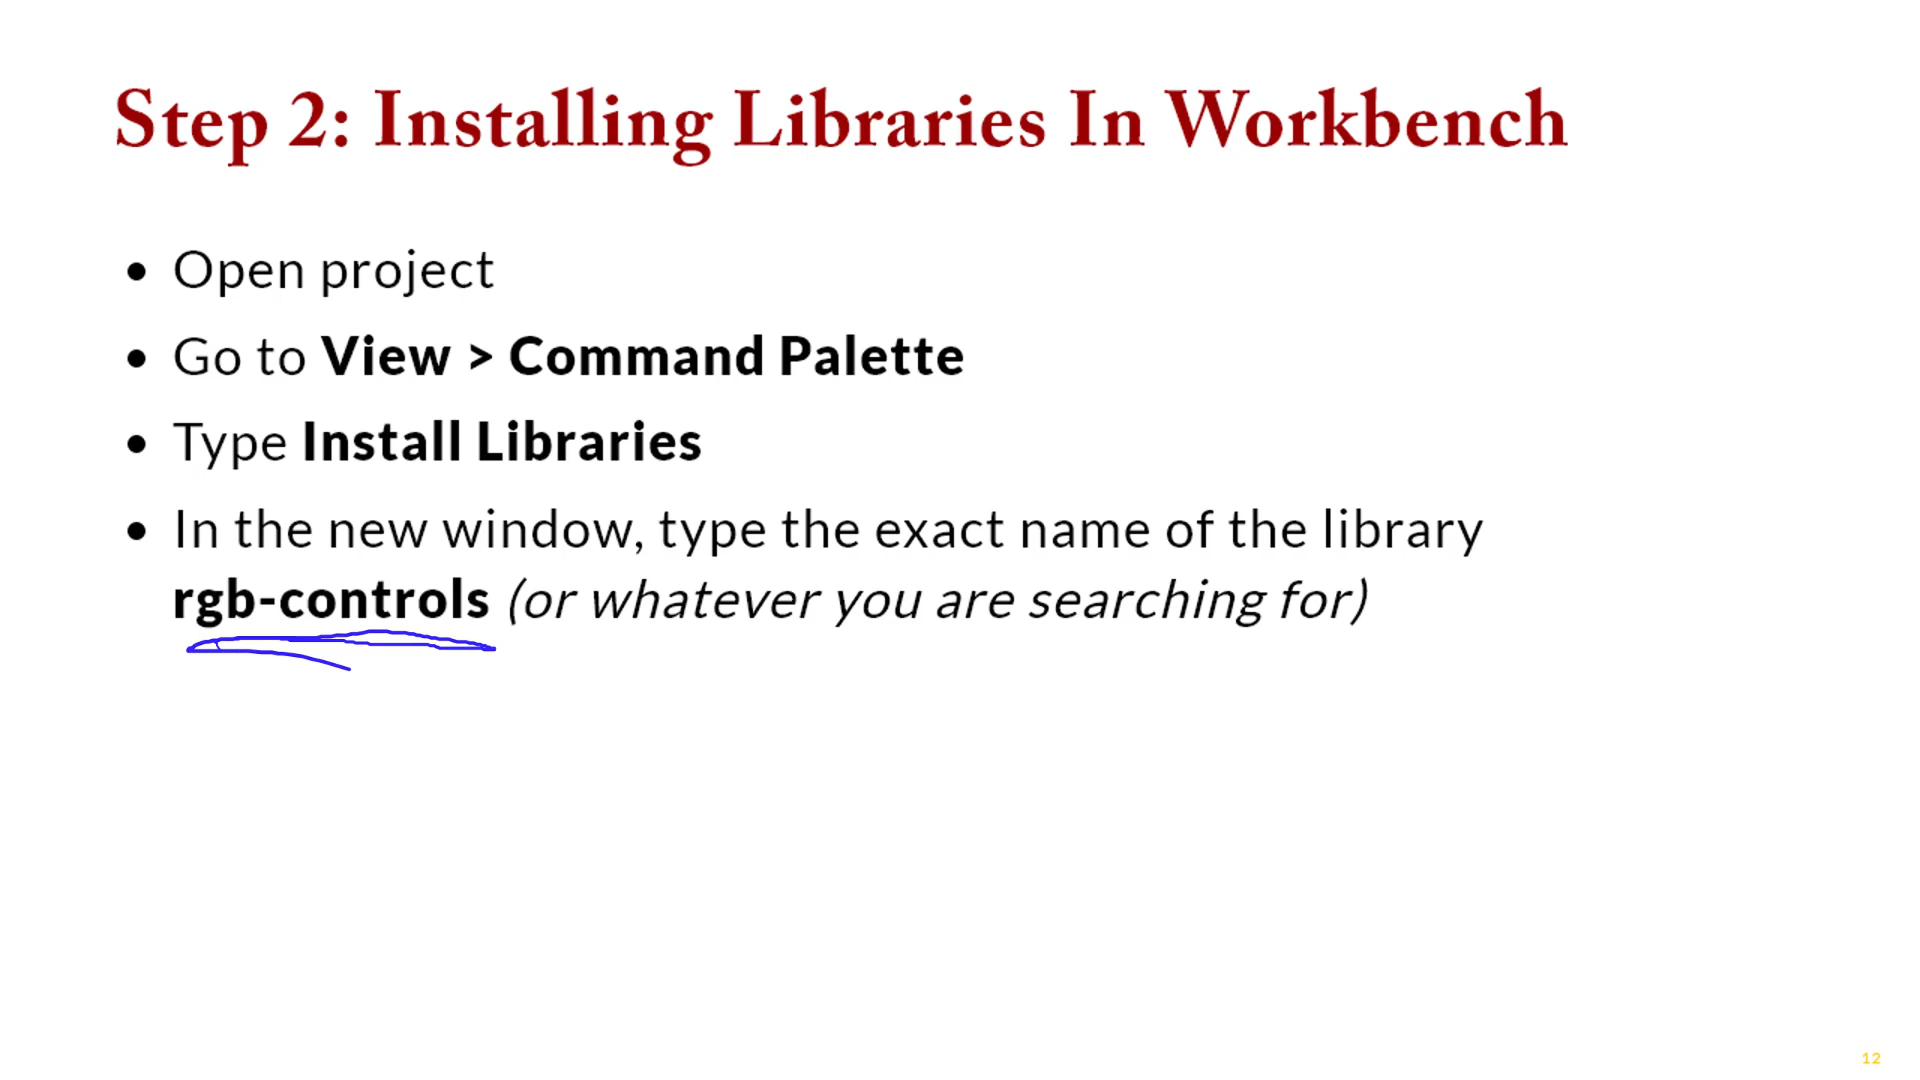 Step 2: Installing Libraries In Workbench
• Open project
• Go to View > Command Palette
• Type Install Libraries
• In the new window, type the exact name of the library
rgb-controls (or whatever you are searching for)
12